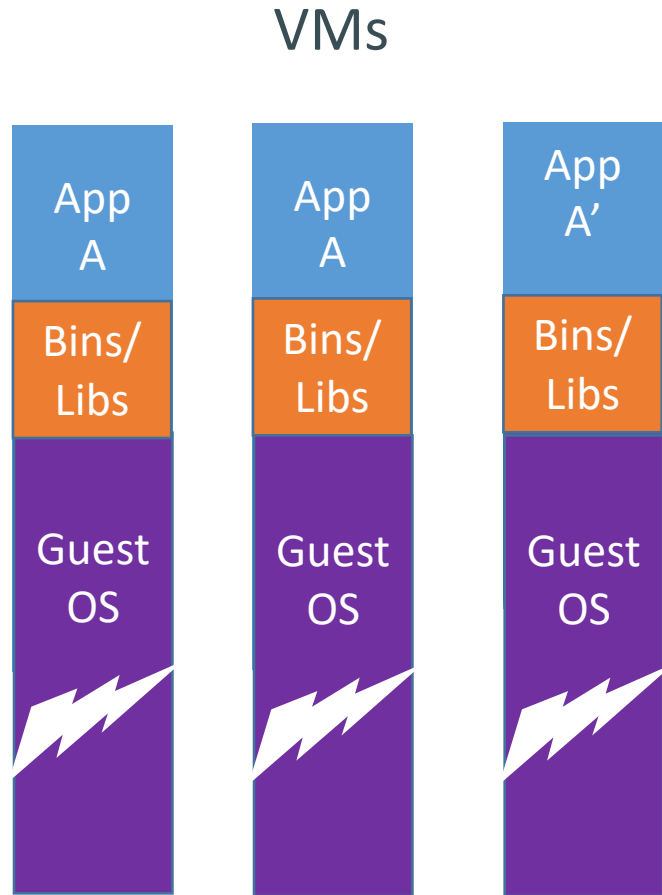 VMs
App
A
App
A
App
A’
Bins/
Libs
Bins/
Libs
Bins/
Libs
Guest
OS
Guest
OS
Guest
OS